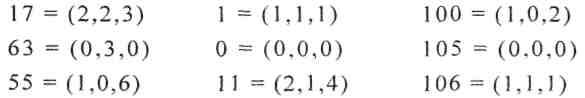 17 = (2,2,3) 1 = (1,1,1) 100 = (1,0,2)
63 = (0,3,0) 0 = (0,0,0) 105 = (0,0,0)
55 = (1,0,6) 11 = (2,1,4) 106 = (1,1,1)